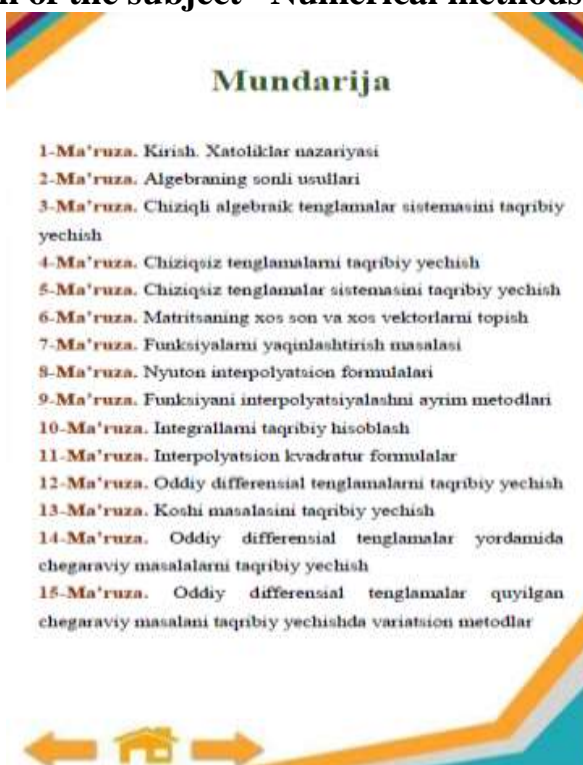 of the subject "Numerical methods
Mundarija
1-Ma'ruza. Kirish. Xatoliklar nazariyasi
2-Ma'ruza. Algebraning sonli usullari
3-Ma'ruza. Chiziqli algebraik tenglamalar sistemasini taqribiy
yechish
4-Ma'ruza. Chiziqsiz tenglamalarni taqribiy yechish
5-Ma'ruza. Chiziqsiz tenglamalar sistemasini taqribiy yechish
6-Ma'ruza. Matritsaning xos son va xos vektorlarni topish
7-Ma'ruza. Funksiyalarni yaqinlashtirish masalasi
8-Ma'ruza. Nyuton interpolyatsion formulalari
9-Ma'ruza. Funksiyani interpolyatsiyalashni ayrim metodlari
10-Ma'ruza. Integrallarni taqribiy hisoblash
11-Ma'ruza. Interpolyatsion kvadratur formulalar
12-Ma'ruza. Oddiy differensial tenglamalarni taqribiy yechish
13-Ma'ruza. Koshi masalasini taqribiy yechish
14-Ma'ruza. Oddiy differensial tenglamalar yordamida
chegaraviy masalalarni taqribiy yechish
15-Ma'ruza. Oddiy differensial tenglamalar quyilgan
chegaraviy masalani taqribiy yechishda variatsion metodlar